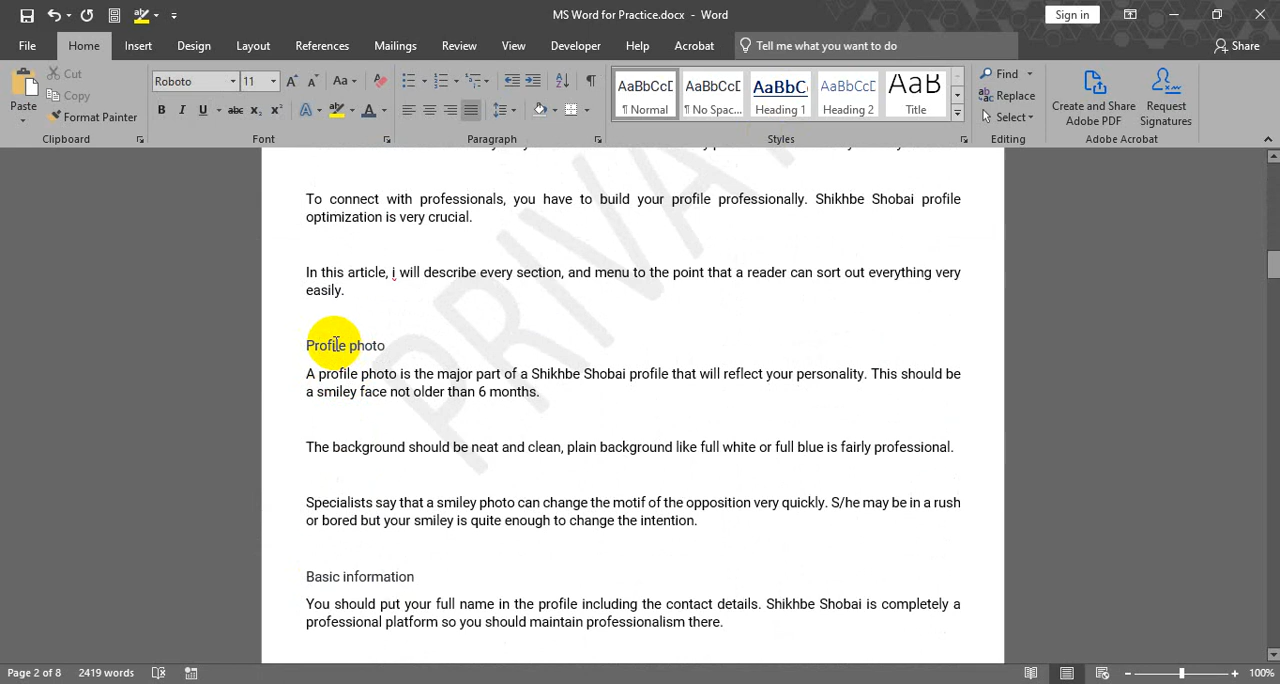 MS Word for Practice.docx - Word
Sign in
File Home Insert Design Layout References Mailings Review View Developer Help Acrobat Tell me what you want to do Share
Paste
Cut
Copy
Format Painter
Clipboard
Roboto 11
Font
Paragraph
AaBbCcD AaBbCcD AaBbC AaBbCcD AaB
¶ Normal ¶ No Spac... Heading 1 Heading 2 Title
Styles
Find
Replace
Select
Editing
Create and Share Adobe PDF
Request Signatures
Adobe Acrobat
PRIVA
To connect with professionals, you have to build your profile professionally. Shikhbe Shobai profile
optimization is very crucial.
In this article, i will describe every section, and menu to the point that a reader can sort out everything very
easily.
Profile photo
A profile photo is the major part of a Shikhbe Shobai profile that will reflect your personality. This should be
a smiley face not older than 6 months.
The background should be neat and clean, plain background like full white or full blue is fairly professional.
Specialists say that a smiley photo can change the motif of the opposition very quickly. S/he may be in a rush
or bored but your smiley is quite enough to change the intention.
Basic information
You should put your full name in the profile including the contact details. Shikhbe Shobai is completely a
professional platform so you should maintain professionalism there.
Page 2 of 8 2419 words 100%